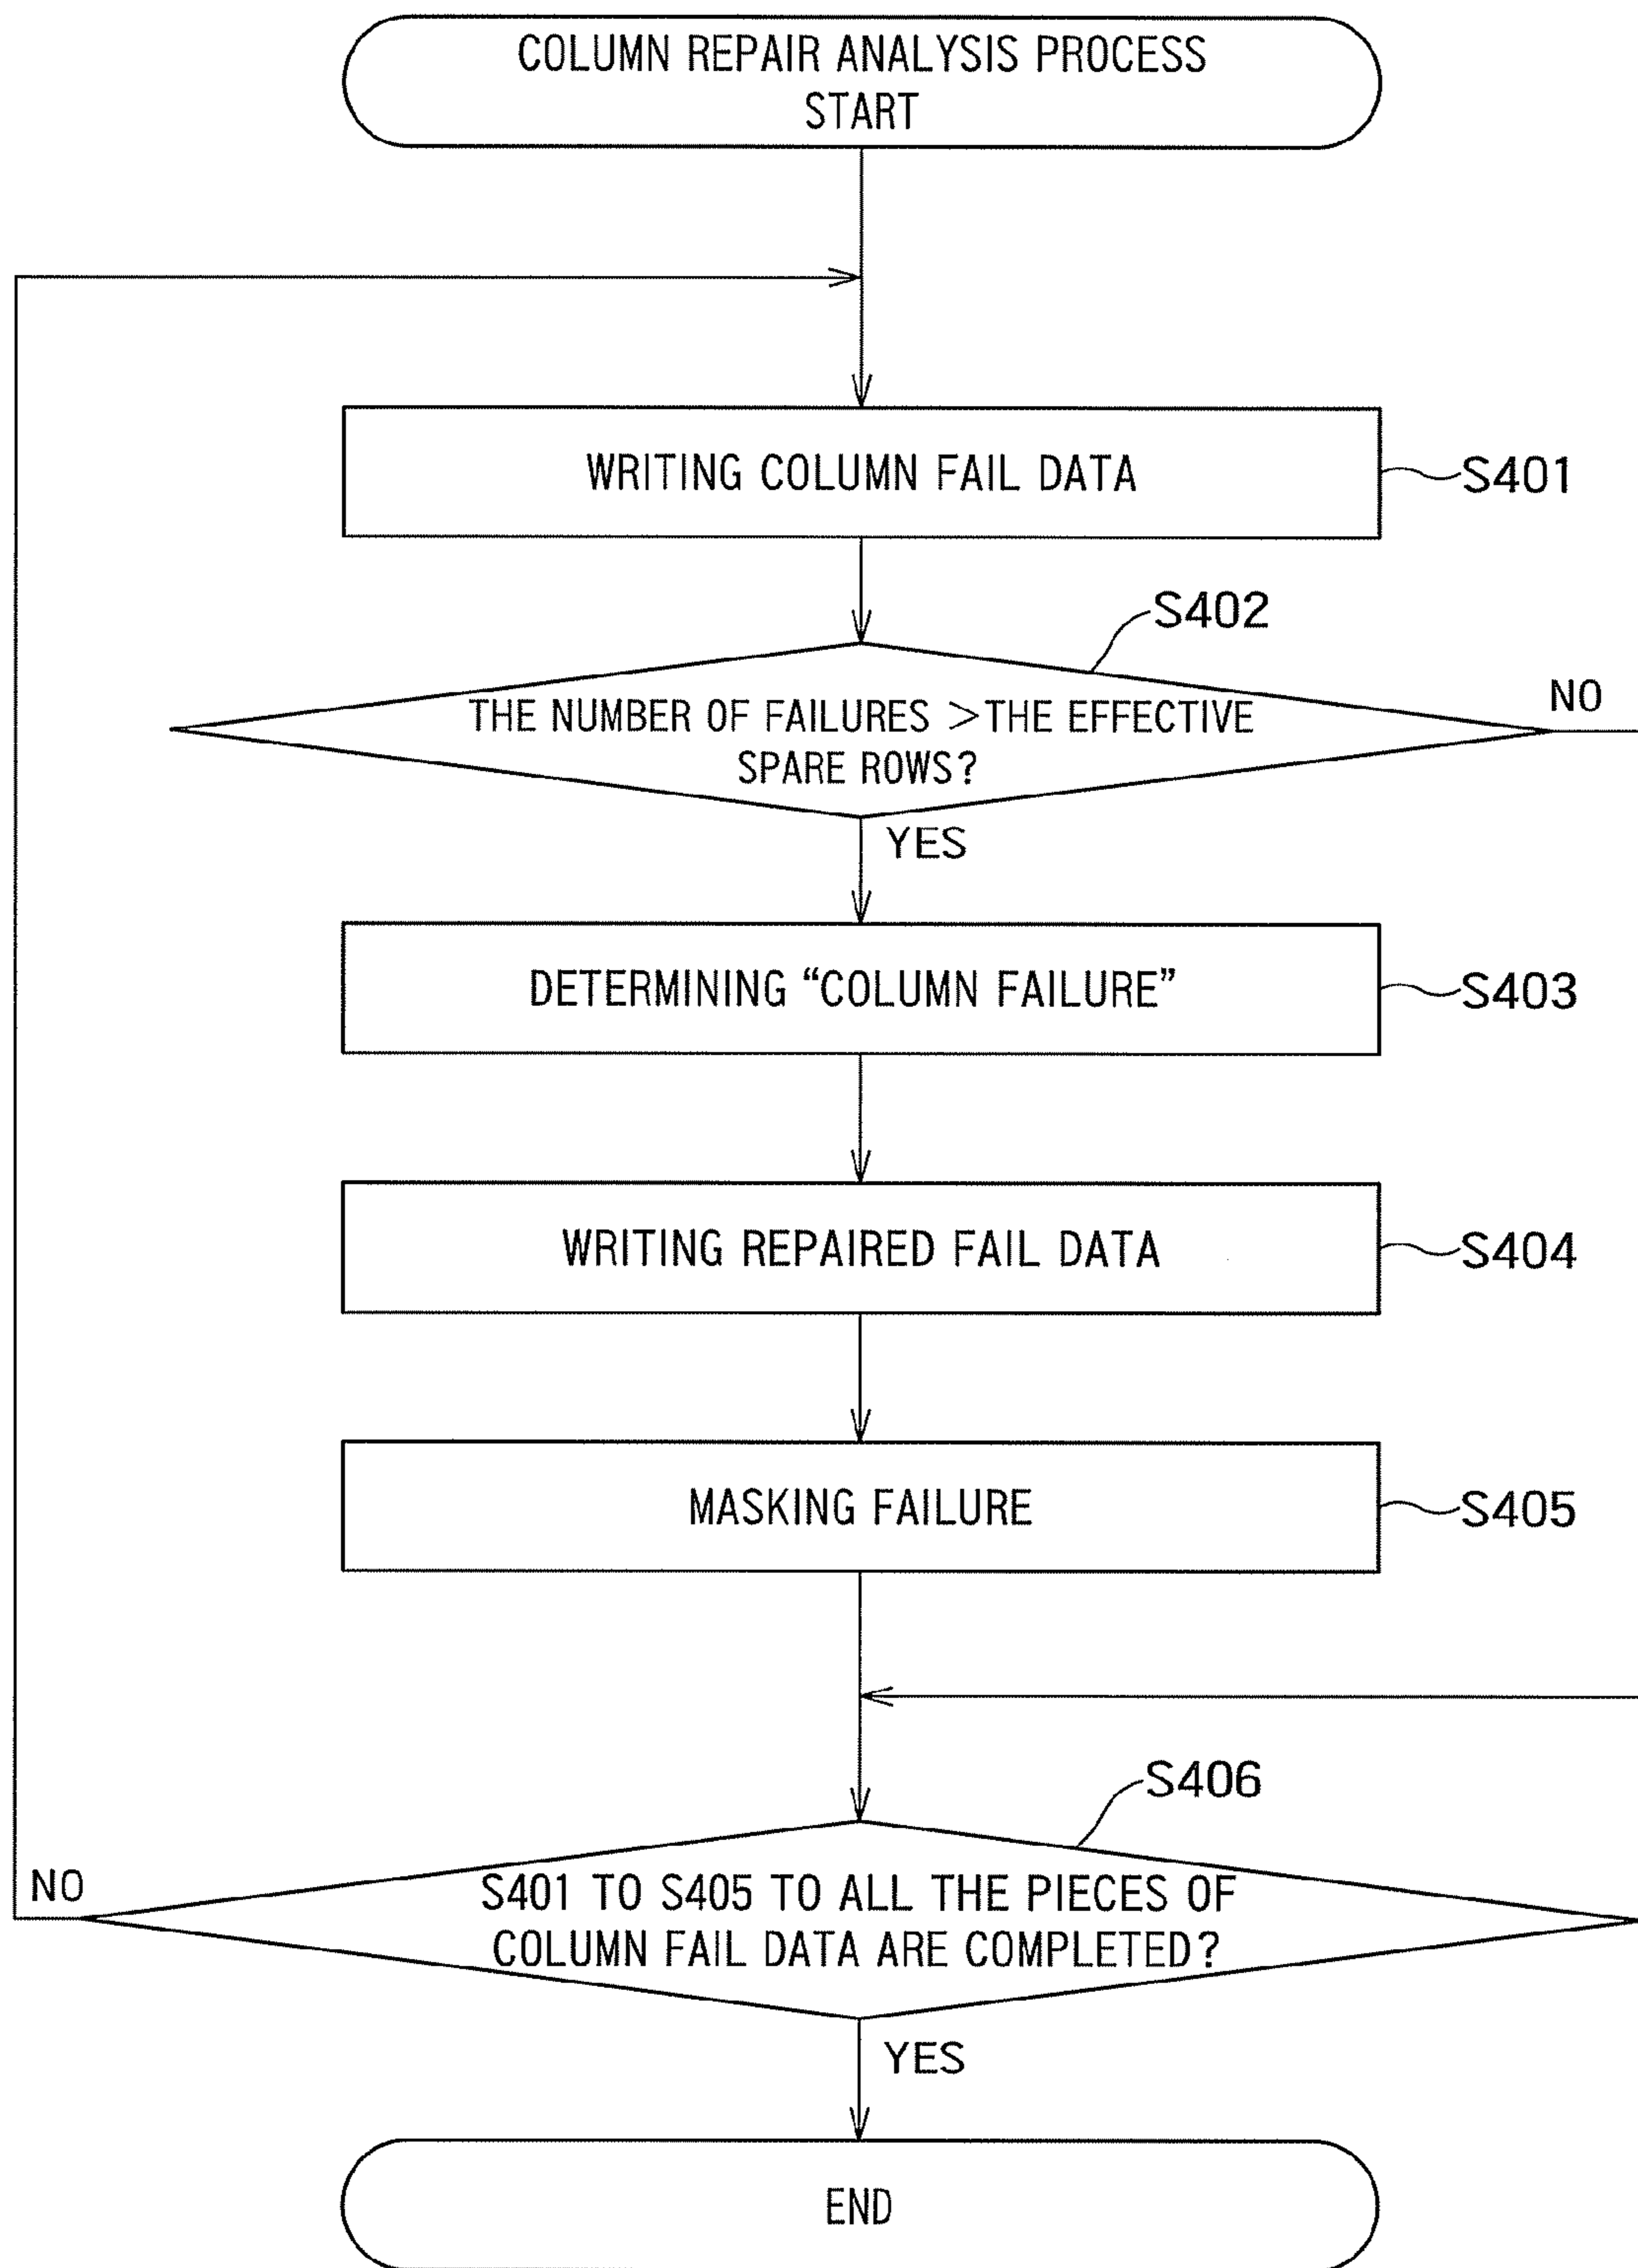 COLUMN REPAIR ANALYSIS PROCESS
START
WRITING COLUMN FAIL DATA
S401
S402
THE NUMBER OF FAILURES >THE EFFECTIVE
SPARE ROWS?
NO
YES
DETERMINING “COLUMN FAILURE”
S403
WRITING REPAIRED FAIL DATA
S404
MASKING FAILURE
S405
S406
S401 TO S405 TO ALL THE PIECES OF
COLUMN FAIL DATA ARE COMPLETED?
NO
YES
END